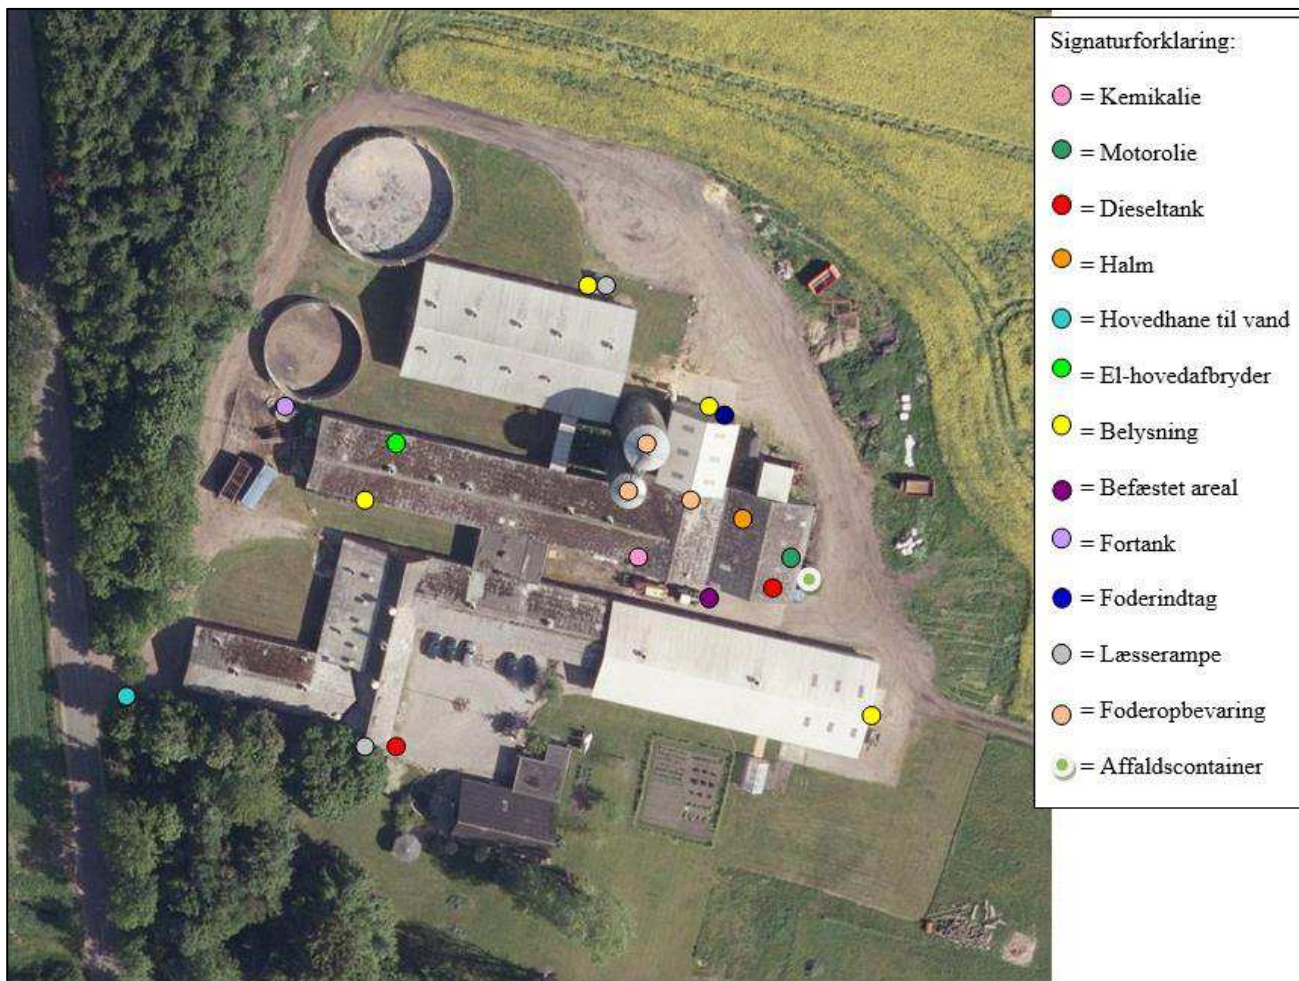 Signaturforklaring:
= Kemikalie
= Motorolie
= Dieseltank
= Halm
= Hovedhane til vand
= El-hovedafbryder
= Belysning
= Befæstet areal
= Fortank
= Foderindtag
= Læsserampe
= Foderopbevaring
= Affaldscontainer